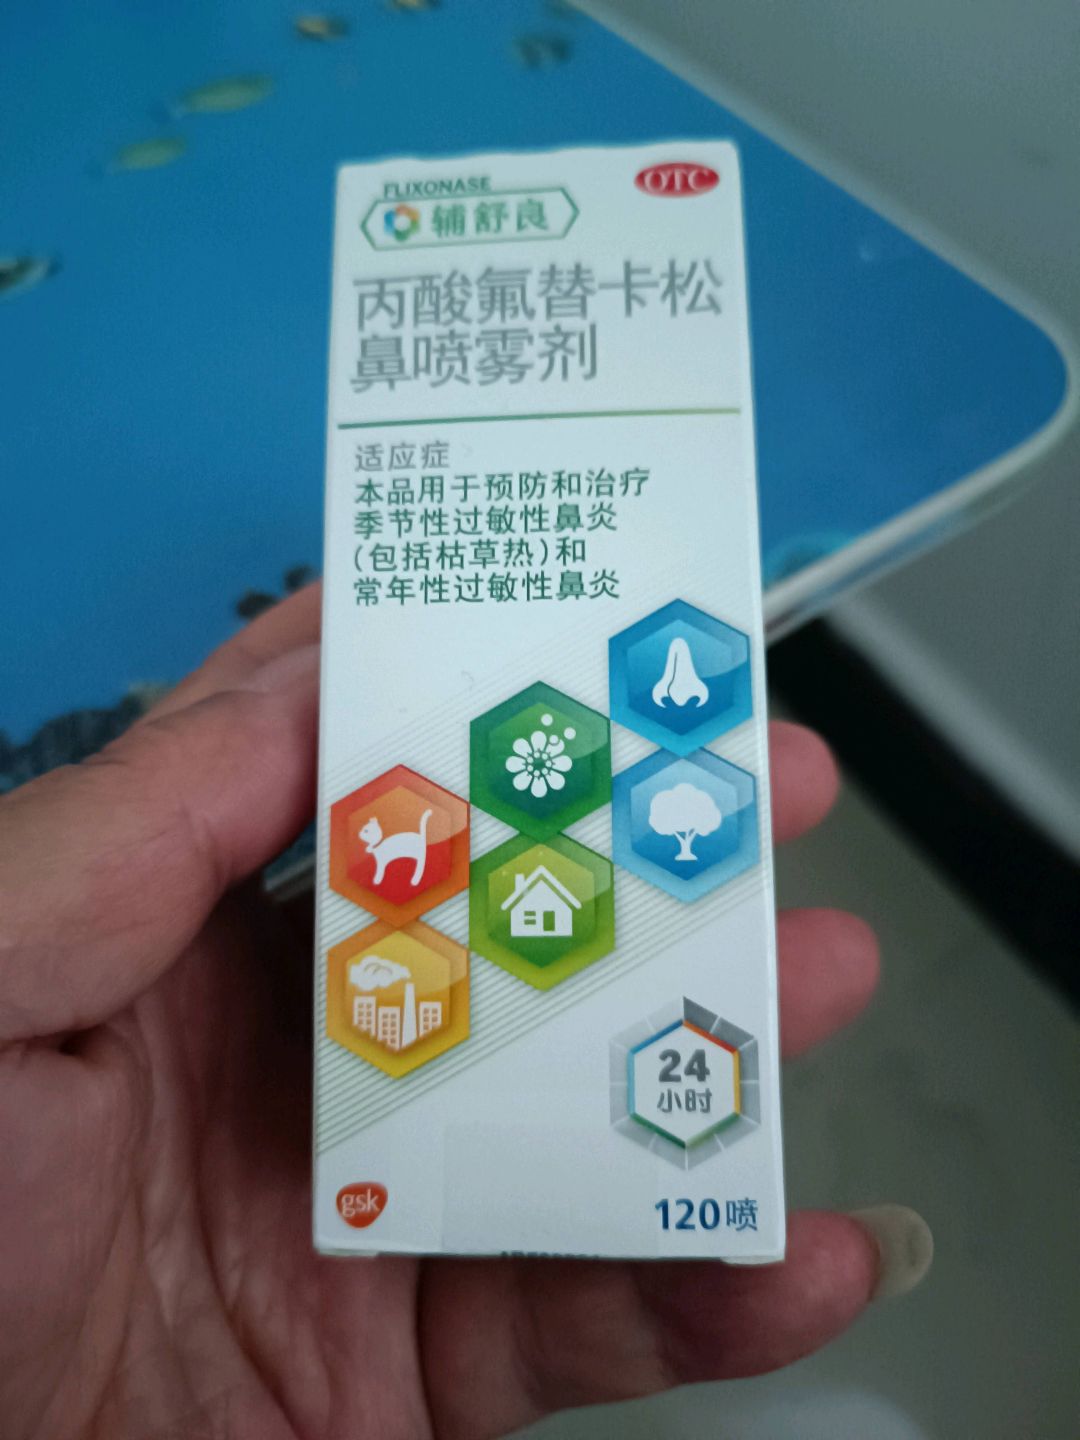 FLIXONASE
辅舒良
OTC
丙酸氟替卡松
鼻喷雾剂
适应症
本品用于预防和治疗
季节性过敏性鼻炎
(包括枯草热)和
常年性过敏性鼻炎
24
小时
gsk
120喷